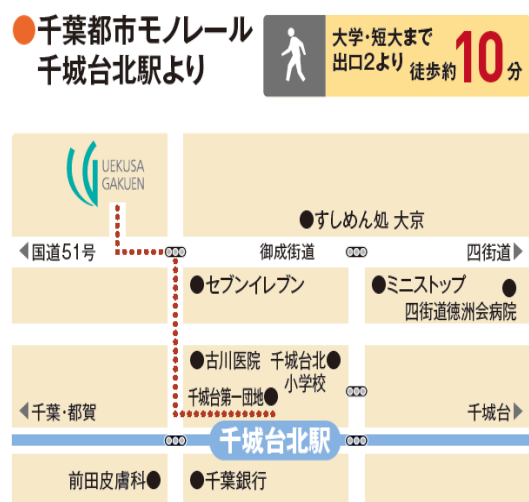 ●千葉都市モノレール
千城台北駅より
大学・短大まで
出口2より 徒歩約10分
UEKUSA
GAKUEN
●すしめん処 大京
◀国道51号
御成街道
四街道▶
●セブンイレブン
●ミニストップ
四街道徳洲会病院●
●古川医院
千城台北●
小学校
千城台第一団地●
◀千葉・都賀
千城台▶
千城台北駅
前田皮膚科●
●千葉銀行